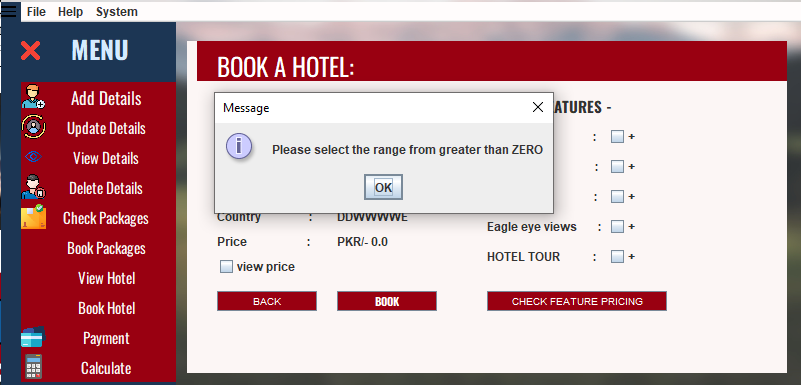 File Help System
MENU
Add Details
Update Details
View Details
Delete Details
Check Packages
Book Packages
View Hotel
Book Hotel
Payment
Calculate
BOOK A HOTEL:
Message
Please select the range from greater than ZERO
OK
ATURES -
: +
: +
: +
Country : DDWWWWE
Eagle eye views : +
Price : PKR/- 0.0
HOTEL TOUR : +
view price
BACK BOOK CHECK FEATURE PRICING